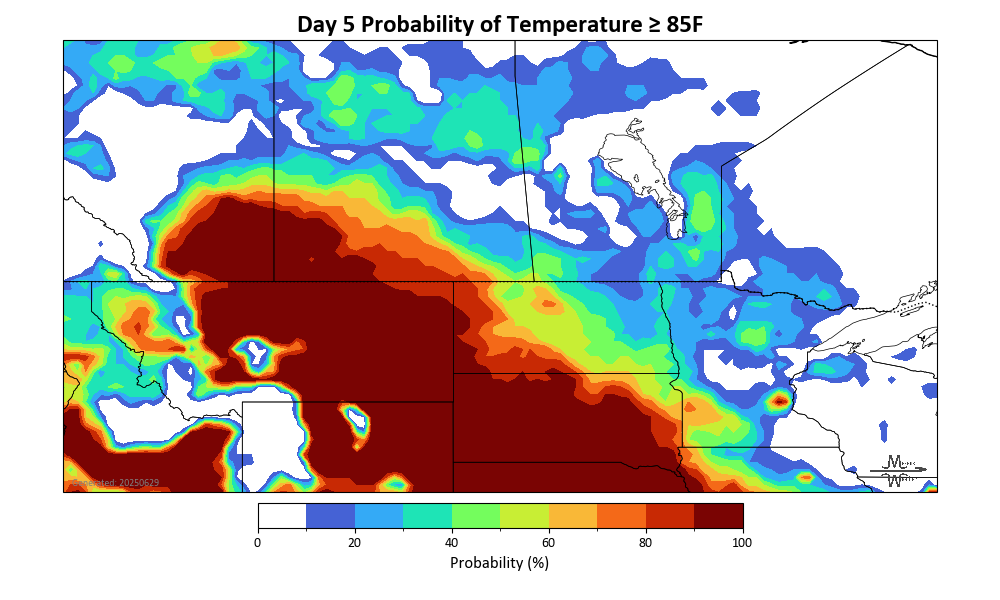 Day 5 Probability of Temperature ≥ 85F
Generated: 20250629
0 20 40 60 80 100
Probability (%)